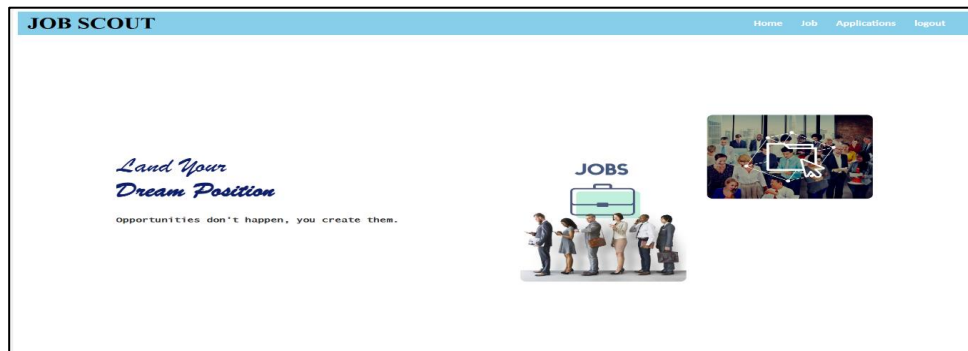 JOB SCOUT
Home Job Applications logout
Land Your
Dream Position
Opportunities don't happen, you create them.
JOBS